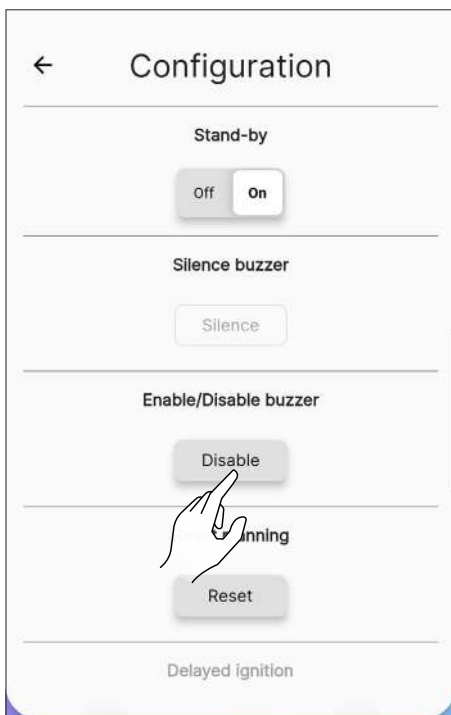 Configuration
Stand-by
Off On
Silence buzzer
Silence
Enable/Disable buzzer
Disable
Reset
Delayed ignition